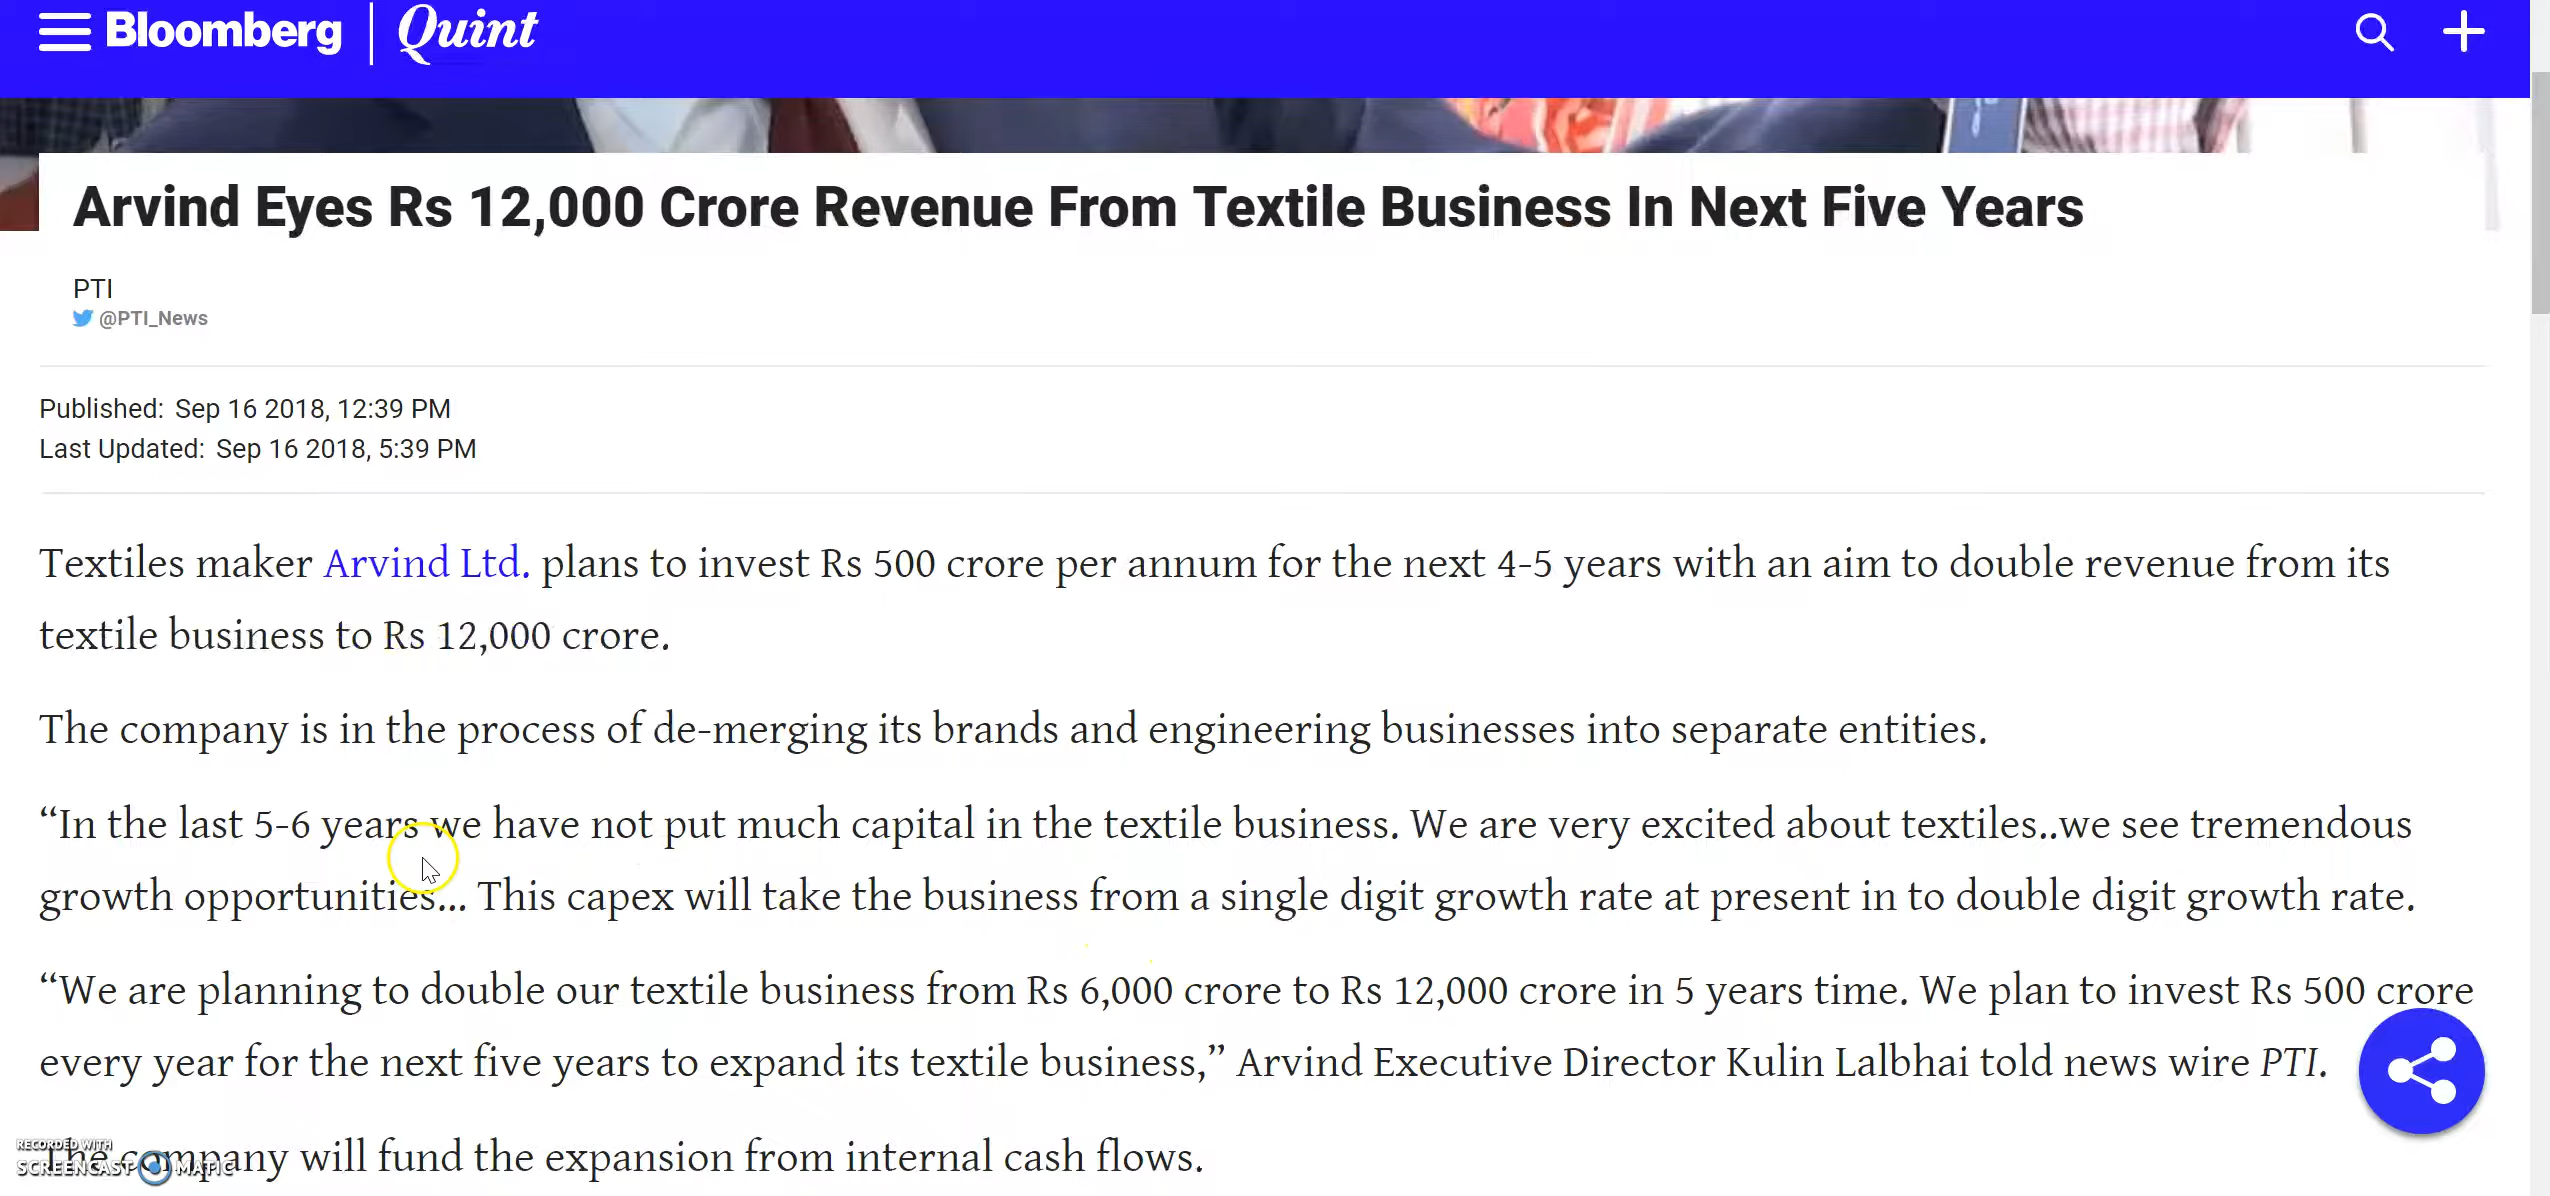 Bloomberg | Quint
Arvind Eyes Rs 12,000 Crore Revenue From Textile Business In Next Five Years
PTI
@PTI_News
Published: Sep 16 2018, 12:39 PM
Last Updated: Sep 16 2018, 5:39 PM
Textiles maker Arvind Ltd. plans to invest Rs 500 crore per annum for the next 4-5 years with an aim to double revenue from its
textile business to Rs 12,000 crore.
The company is in the process of de-merging its brands and engineering businesses into separate entities.
“In the last 5-6 years we have not put much capital in the textile business. We are very excited about textiles..we see tremendous
growth opportunities... This capex will take the business from a single digit growth rate at present in to double digit growth rate.
“We are planning to double our textile business from Rs 6,000 crore to Rs 12,000 crore in 5 years time. We plan to invest Rs 500 crore
every year for the next five years to expand its textile business,” Arvind Executive Director Kulin Lalbhai told news wire PTI.
The company will fund the expansion from internal cash flows.
RECORDED WITH
SCREENCAST MATIC